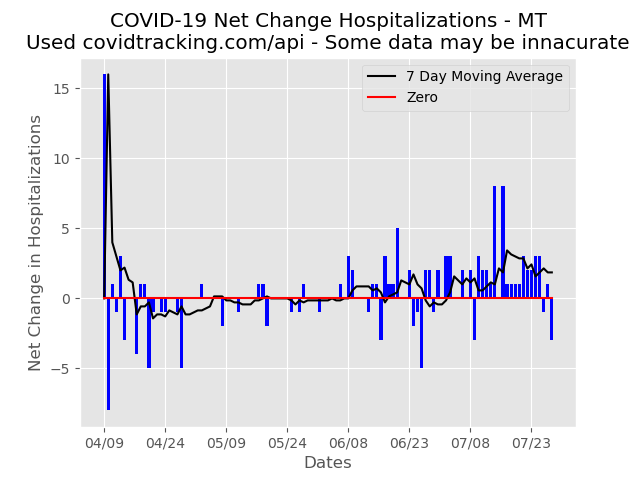 COVID-19 Net Change Hospitalizations - MT
Used covidtracking.com/api - Some data may be innacurate
7 Day Moving Average
Zero
Net Change in Hospitalizations
15
10
5
0
−5
04/09 04/24 05/09 05/24 06/08 06/23 07/08 07/23
Dates